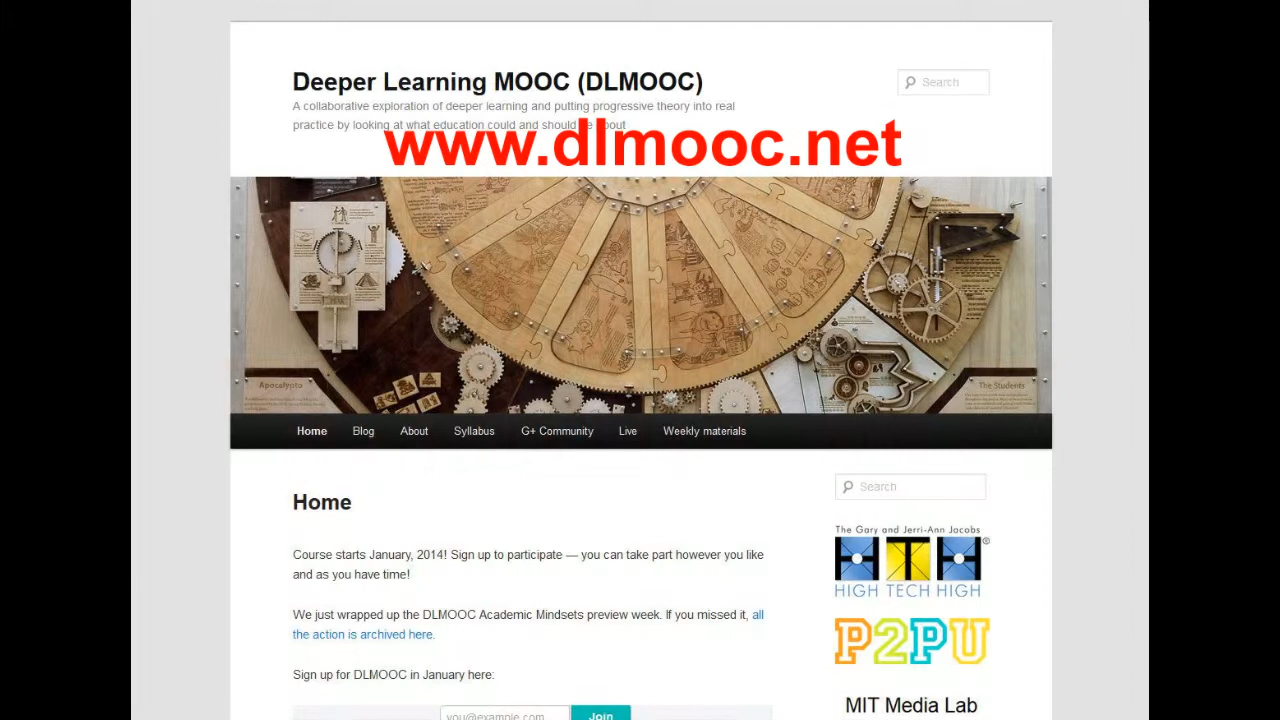 Deeper Learning MOOC (DLMOOC)
Search
A collaborative exploration of deeper learning and putting progressive theory into real
practice by looking at what education could and should be about
www.dlmooc.net
Apocalypto
The Students
Home Blog About Syllabus G+ Community Live Weekly materials
Home
Search
Course starts January, 2014! Sign up to participate — you can take part however you like
and as you have time!
We just wrapped up the DLMOOC Academic Mindsets preview week. If you missed it, all
the action is archived here.
Sign up for DLMOOC in January here:
you@example.com Join
The Gary and Jerri-Ann Jacobs
HTH®
HIGH TECH HIGH
P2PU
MIT Media Lab